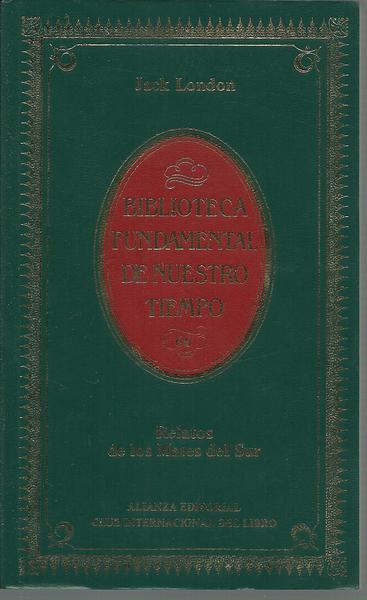 Jack London
BIBLIOTECA
FUNDAMENTAL
DE NUESTRO
TIEMPO
Relatos
de los Mares del Sur
ALIANZA EDITORIAL
CLUB INTERNACIONAL DEL LIBRO